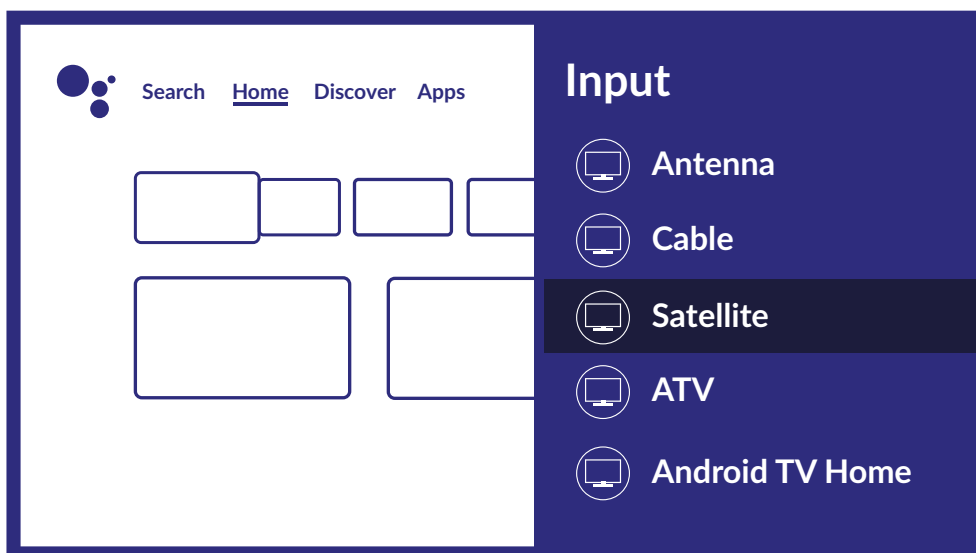 Search Home Discover Apps
Input
Antenna
Cable
Satellite
ATV
Android TV Home